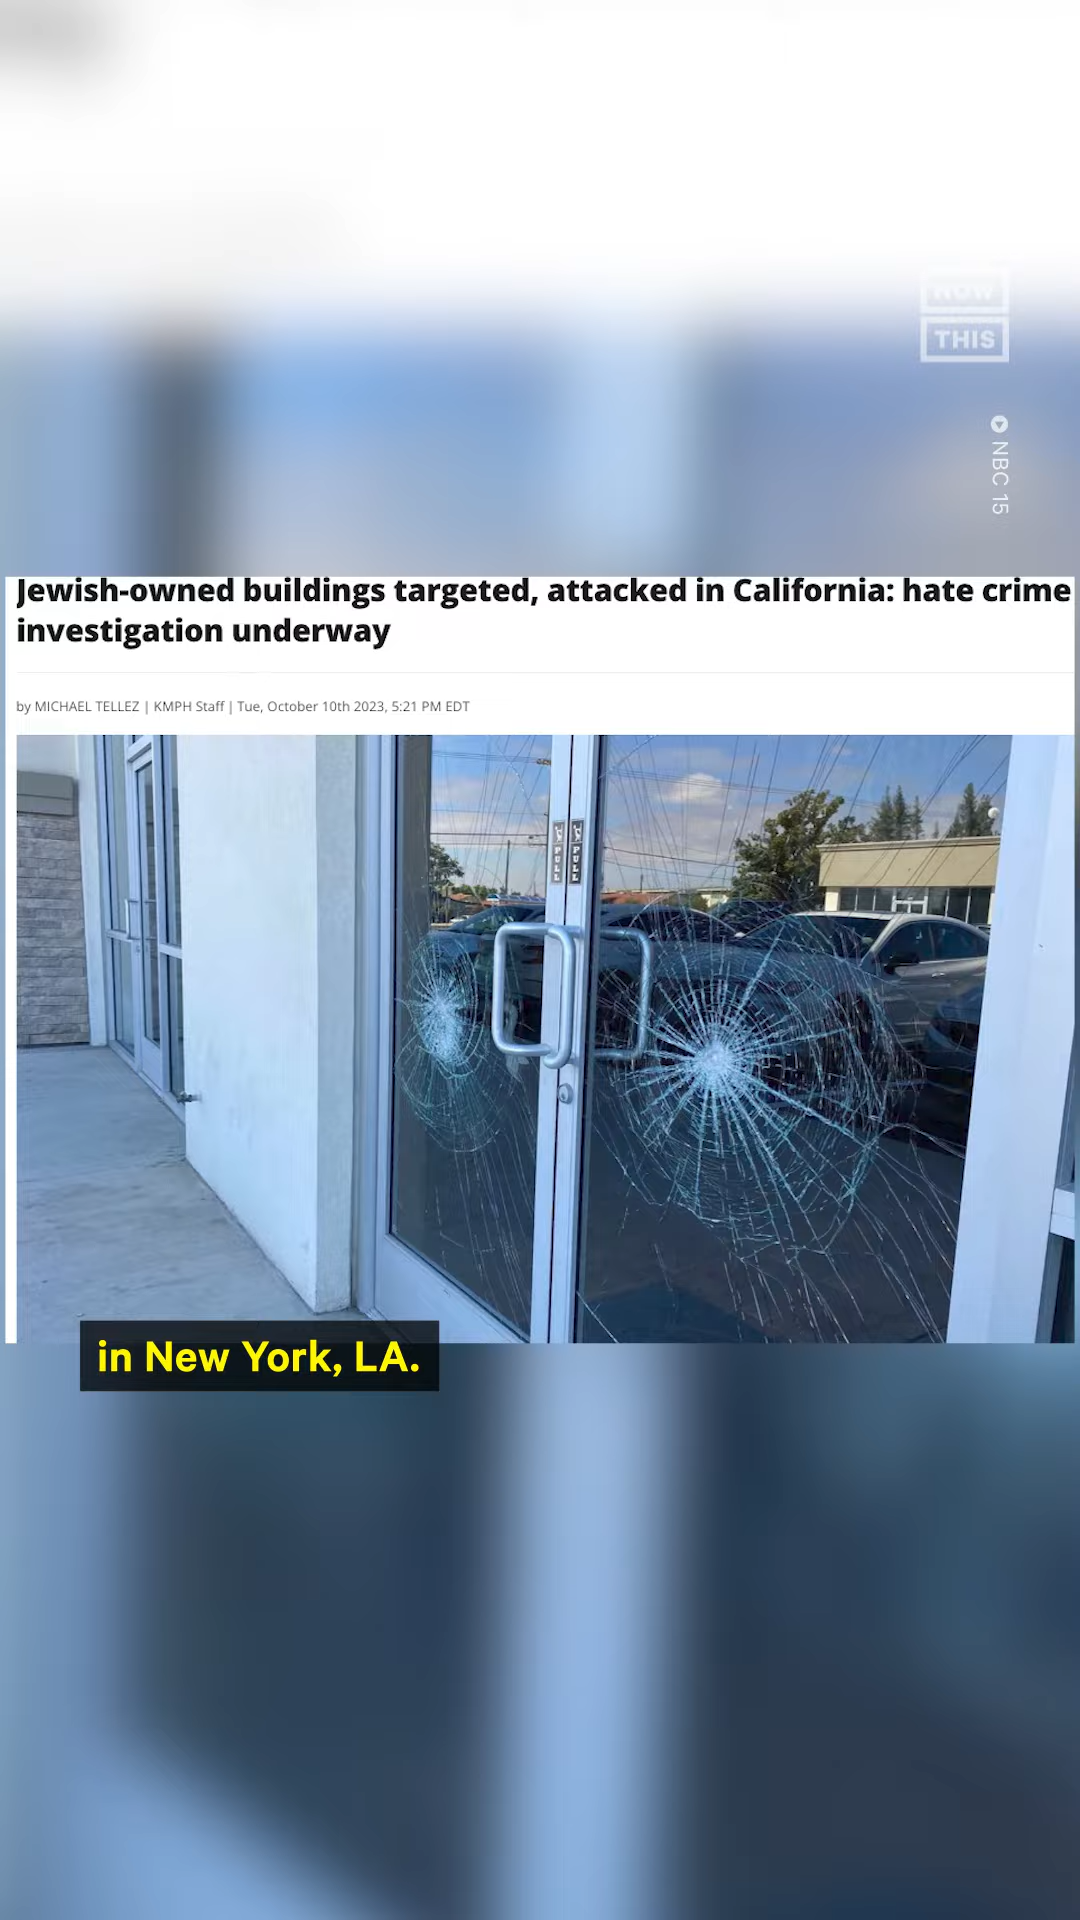 NOW
THIS
NBC 15
Jewish-owned buildings targeted, attacked in California: hate crime
investigation underway
by MICHAEL TELLEZ | KMPH Staff | Tue, October 10th 2023, 5:21 PM EDT
PULL
PULL
in New York, LA.